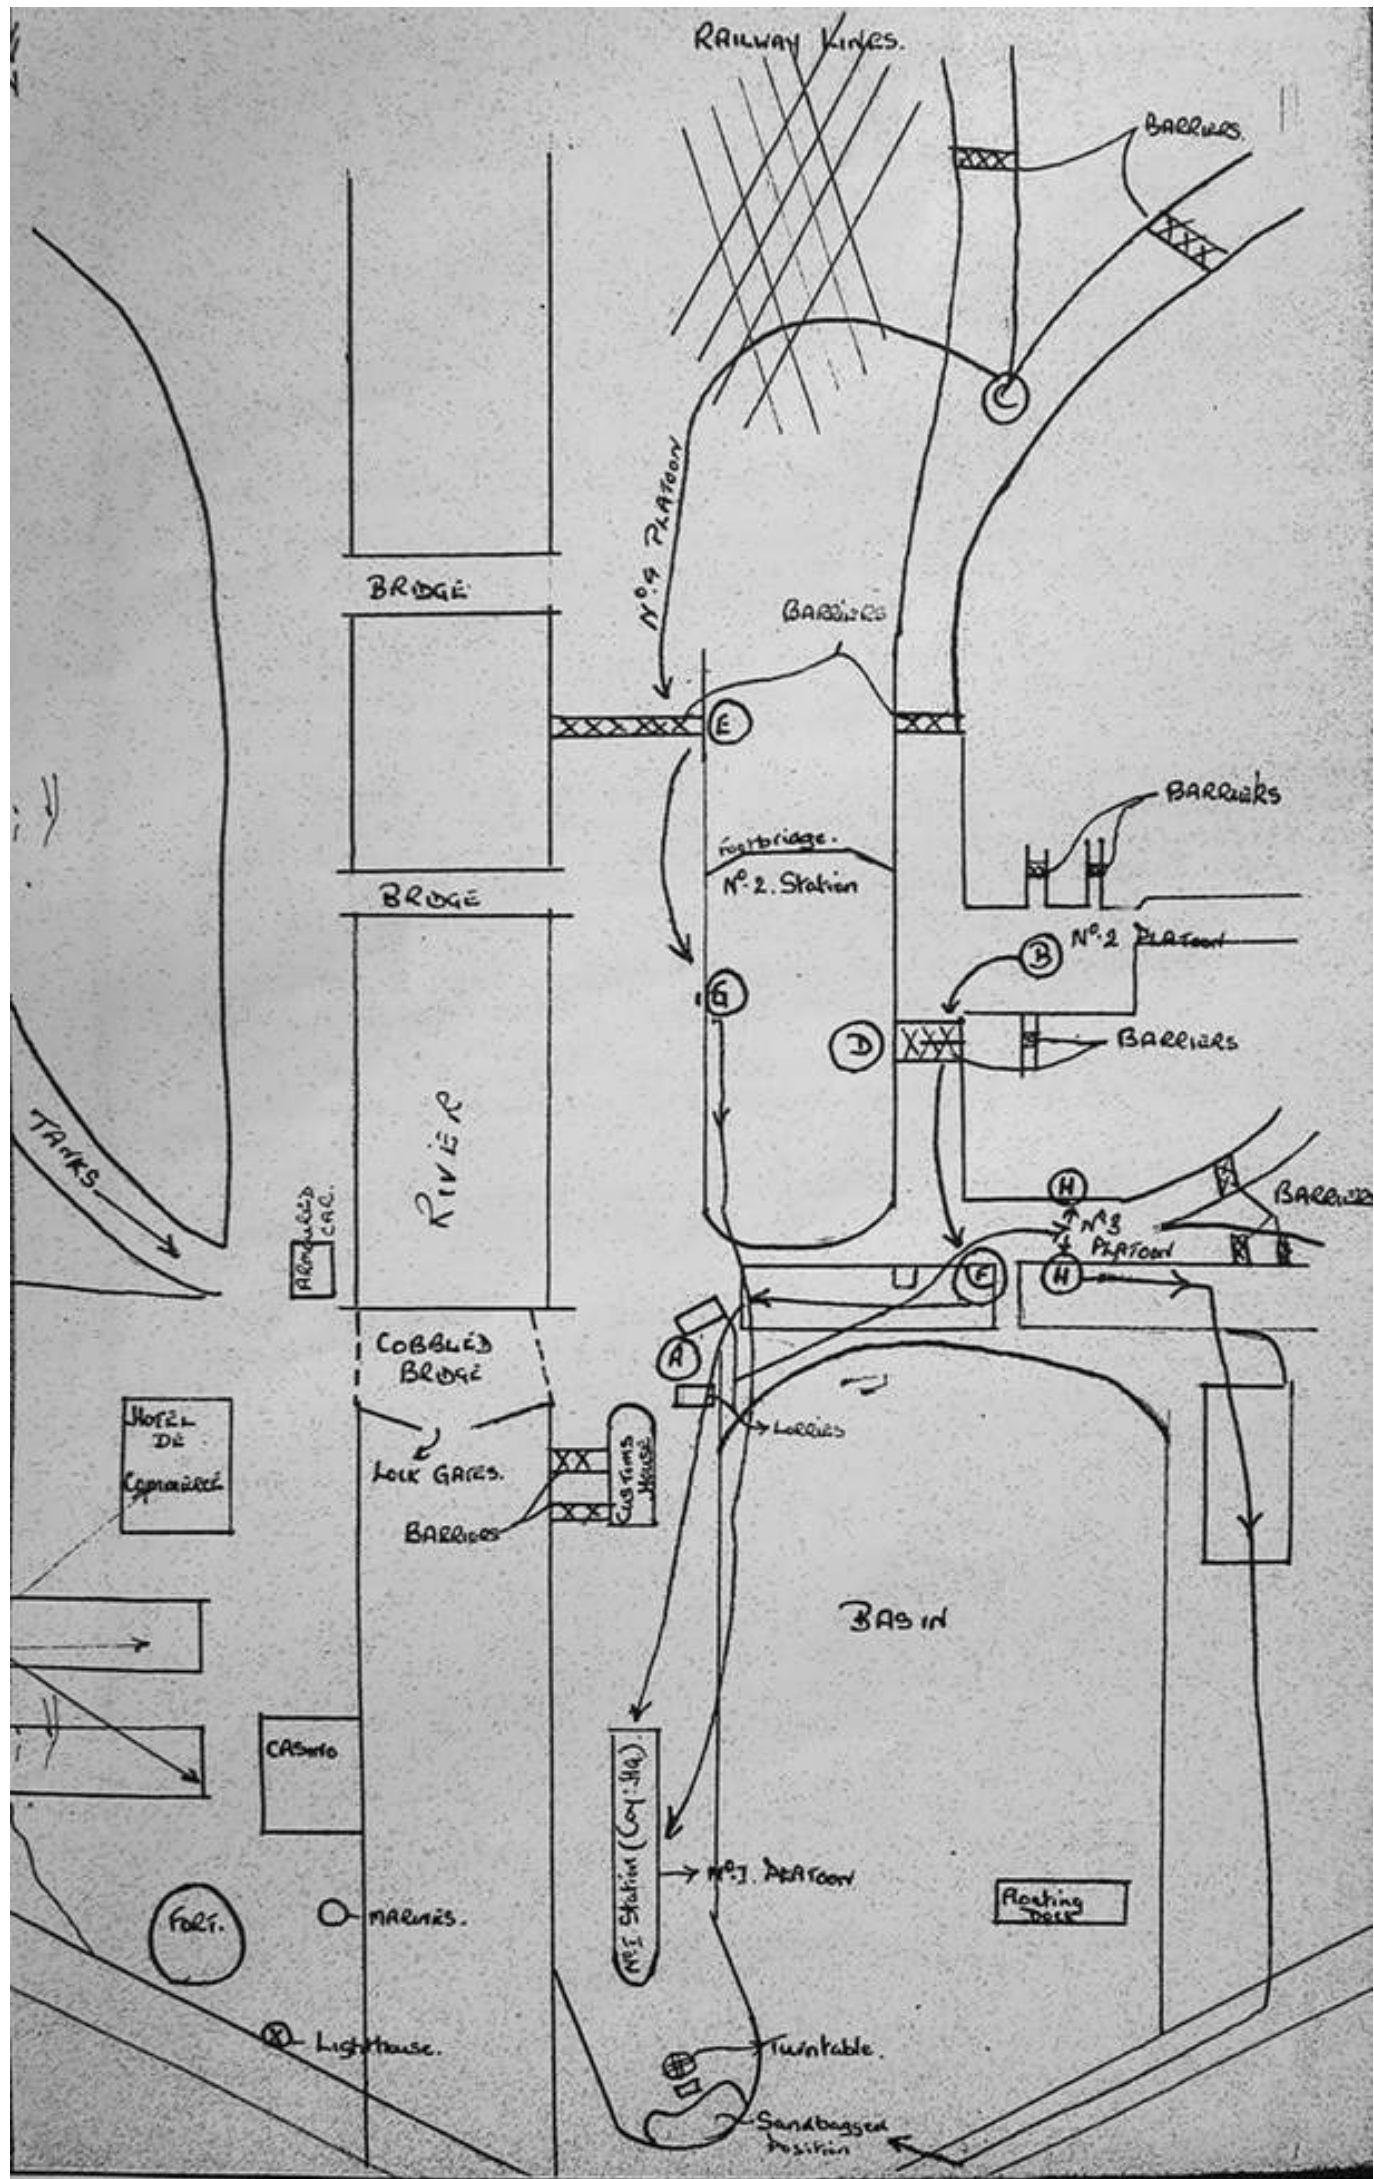 RAILWAY LINES.
BARRIERS.
C
Nº.4 PLATOON
BRIDGE
BARRIERS
E
BARRIERS
Footbridge.
Nº.2. Station
BRIDGE
Nº.2 PLATOON
B
G
D
BARRIERS
RIVER
TANKS
ARMOURED
CAR.
H
BARRIERS
Nº.3
PLATOON
F
H
COBBLED
BRIDGE
A
LORRIES
HOTEL
DE
COMMERCE
LOCK GATES.
CUSTOMS
HOUSE
BARRIERS
BASIN
CASINO
Nº.I. Station (Coy: HQ).
Nº.I. PLATOON
FORT.
MARINES.
Floating
Dock
Lighthouse.
Turntable.
Sandbagged
Position